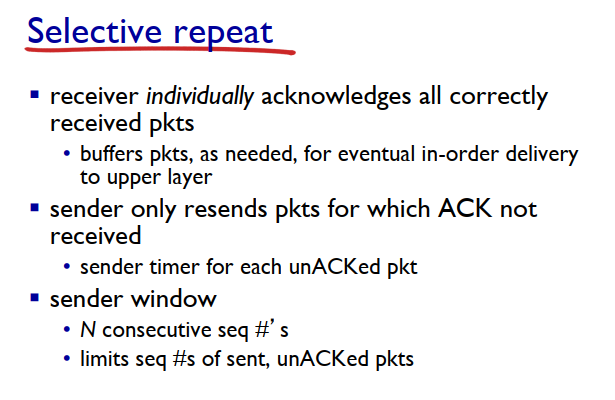 Selective repeat
▪ receiver individually acknowledges all correctly
received pkts
• buffers pkts, as needed, for eventual in-order delivery
to upper layer
▪ sender only resends pkts for which ACK not
received
• sender timer for each unACKed pkt
▪ sender window
• N consecutive seq #’ s
• limits seq #s of sent, unACKed pkts